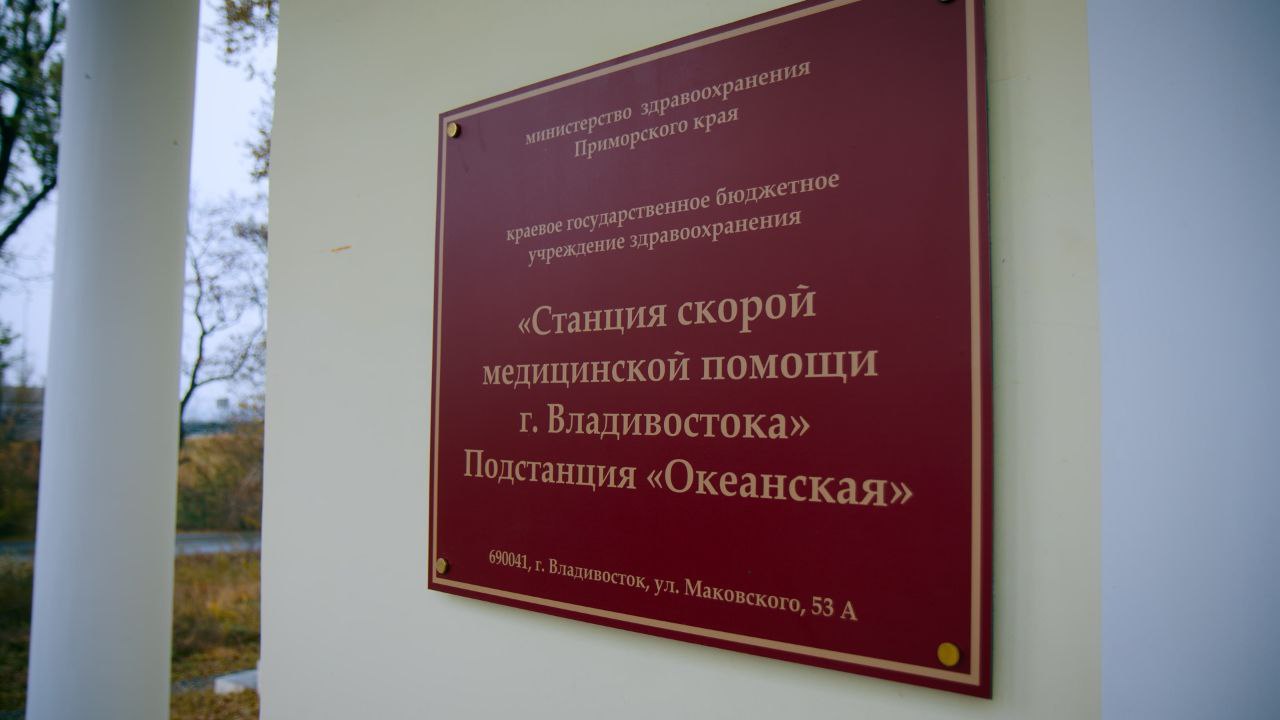 министерство здравоохранения
Приморского края
краевое государственное бюджетное
учреждение здравоохранения
«Станция скорой
медицинской помощи
г. Владивостока»
Подстанция «Океанская»
690041, г. Владивосток, ул. Маковского, 53 А